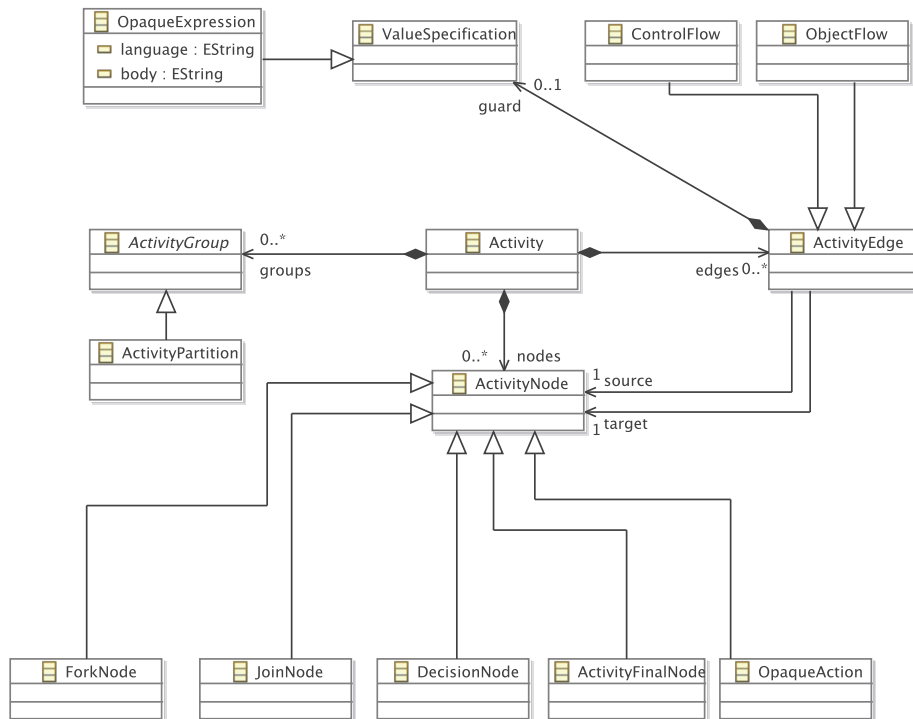 OpaqueExpression
language : EString
body : EString
ValueSpecification
ControlFlow
ObjectFlow
0..1
guard
ActivityGroup
0..*
groups
Activity
edges
0..*
ActivityEdge
ActivityPartition
0..*
nodes
ActivityNode
1
source
1
target
ForkNode
JoinNode
DecisionNode
ActivityFinalNode
OpaqueAction